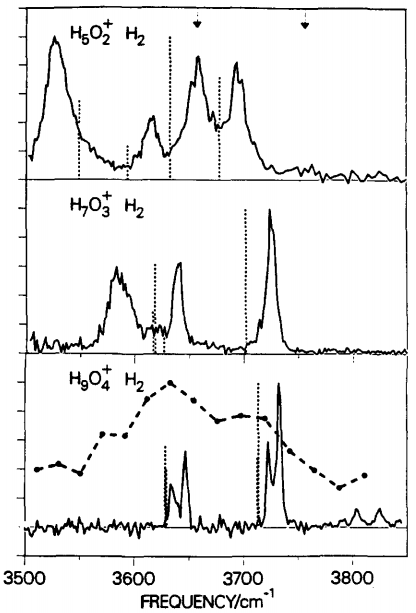 H₅O₂⁺ H₂
H₇O₃⁺ H₂
H₉O₄⁺ H₂
3500 3600 3700 3800
FREQUENCY/cm⁻¹